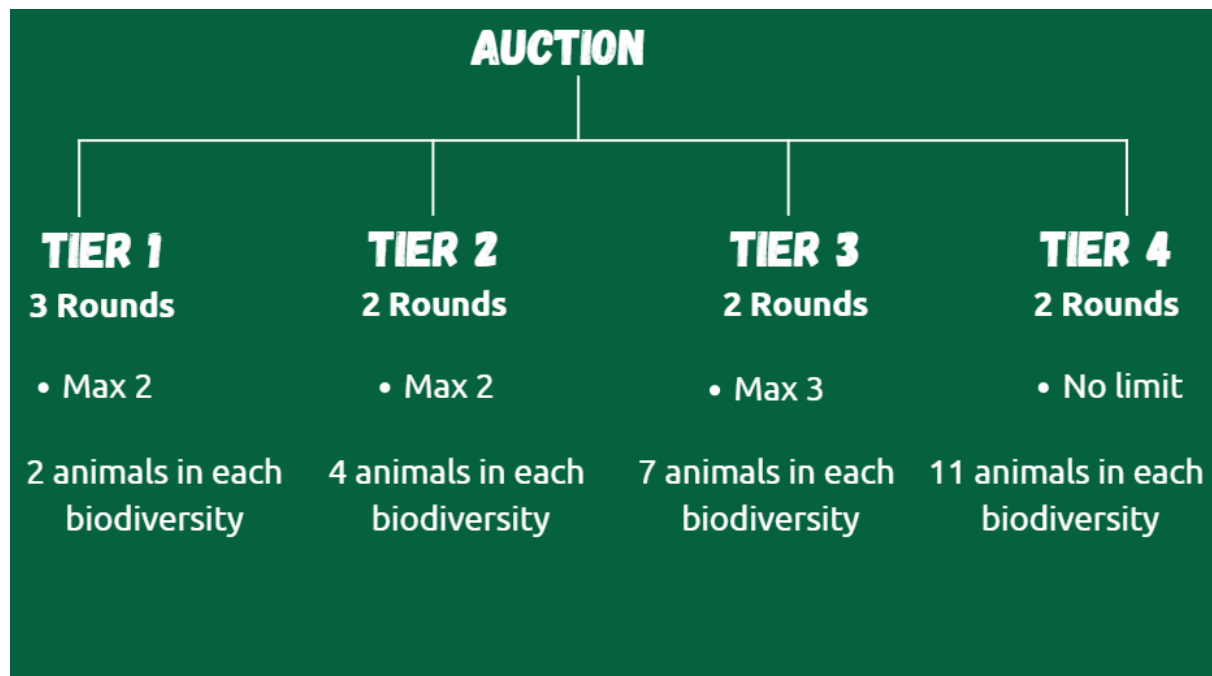 AUCTION
TIER 1
3 Rounds
• Max 2
2 animals in each
biodiversity
TIER 2
2 Rounds
• Max 2
4 animals in each
biodiversity
TIER 3
2 Rounds
• Max 3
7 animals in each
biodiversity
TIER 4
2 Rounds
• No limit
11 animals in each
biodiversity